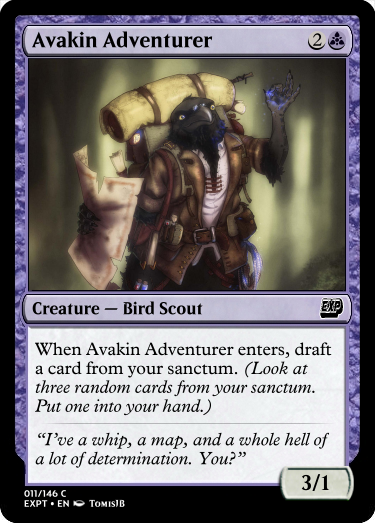 Avakin Adventurer 2
Creature — Bird Scout EXP
When Avakin Adventurer enters, draft
a card from your sanctum. (Look at
three random cards from your sanctum.
Put one into your hand.)
“I’ve a whip, a map, and a whole hell of
a lot of determination. You?”
3/1
011/146 C
EXPT • EN TomisJB